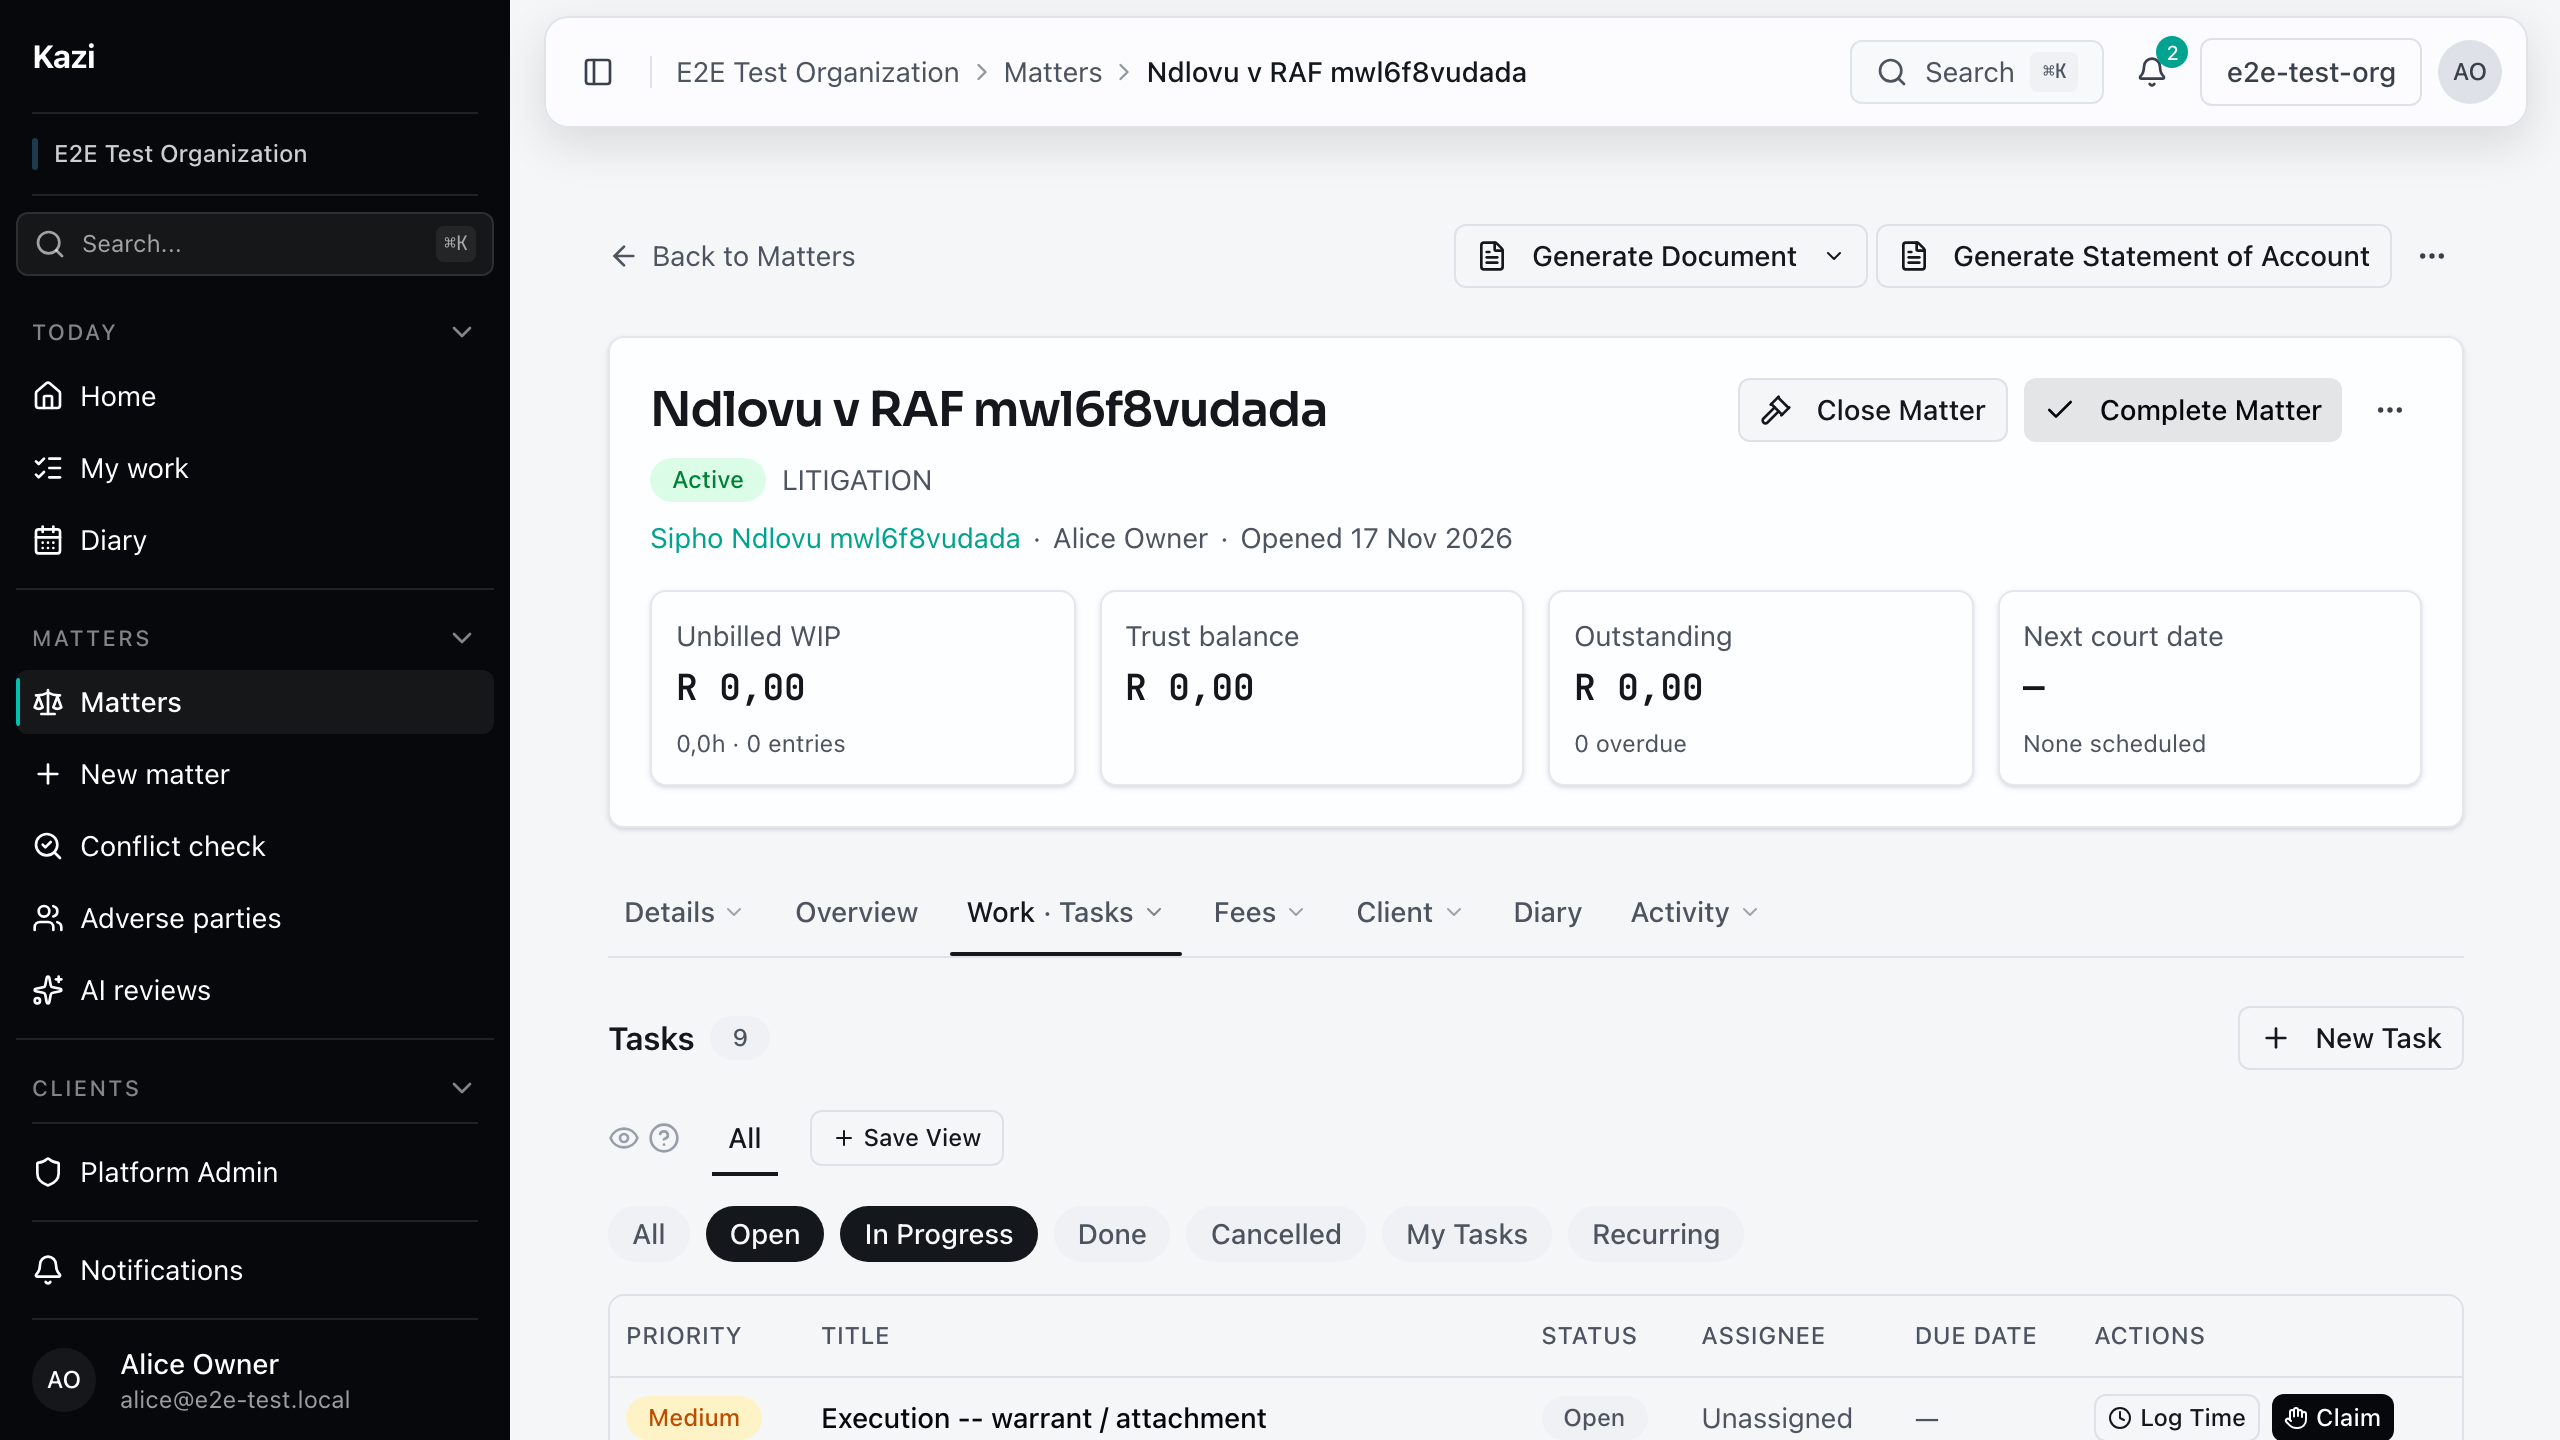 Kazi
E2E Test Organization
Search... ⌘K
TODAY
Home
My work
Diary
MATTERS
Matters
New matter
Conflict check
Adverse parties
AI reviews
CLIENTS
Platform Admin
Notifications
AO Alice Owner
alice@e2e-test.local
E2E Test Organization Matters Ndlovu v RAF mwl6f8vudada
Search ⌘K 2 e2e-test-org AO
Back to Matters Generate Document Generate Statement of Account
Ndlovu v RAF mwl6f8vudada Close Matter Complete Matter
Active LITIGATION
Sipho Ndlovu mwl6f8vudada · Alice Owner · Opened 17 Nov 2026
Unbilled WIP
R 0,00
0,0h · 0 entries
Trust balance
R 0,00
Outstanding
R 0,00
0 overdue
Next court date
–
None scheduled
Details Overview Work · Tasks Fees Client Diary Activity
Tasks 9 New Task
All + Save View
All Open In Progress Done Cancelled My Tasks Recurring
PRIORITY TITLE STATUS ASSIGNEE DUE DATE ACTIONS
Medium Execution -- warrant / attachment Open Unassigned — Log Time Claim